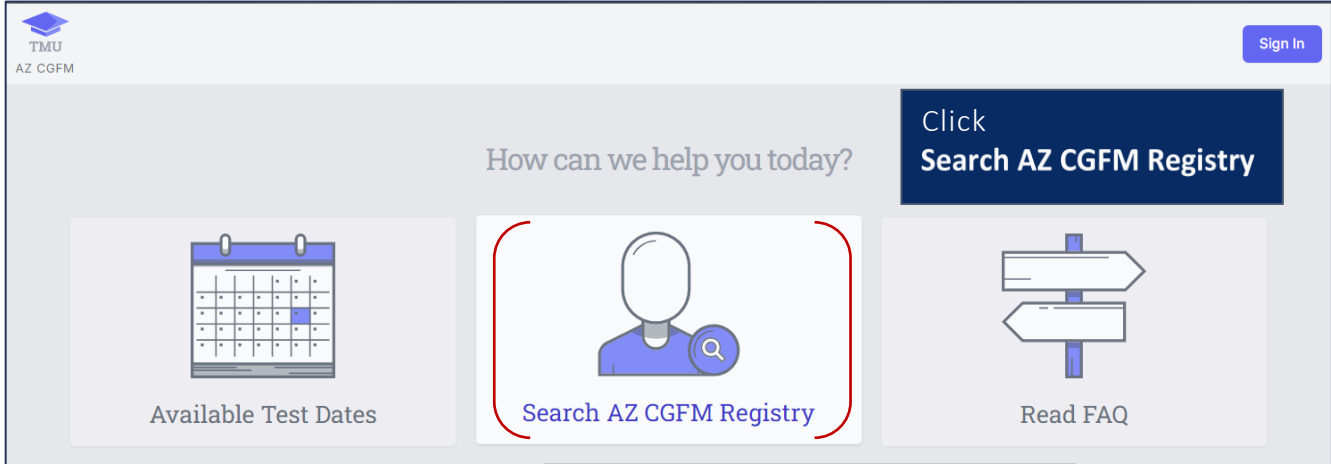 TMU
AZ CGFM
Sign In
Click
Search AZ CGFM Registry
How can we help you today?
Available Test Dates
Search AZ CGFM Registry
Read FAQ